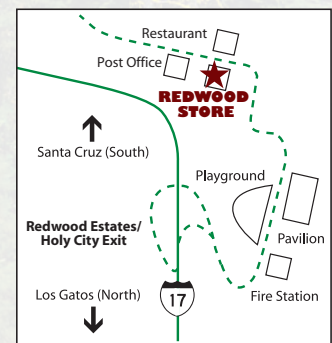 Restaurant
Post Office
REDWOOD
STORE
Santa Cruz (South)
Playground
Redwood Estates/
Holy City Exit
Pavilion
Los Gatos (North)
17
Fire Station